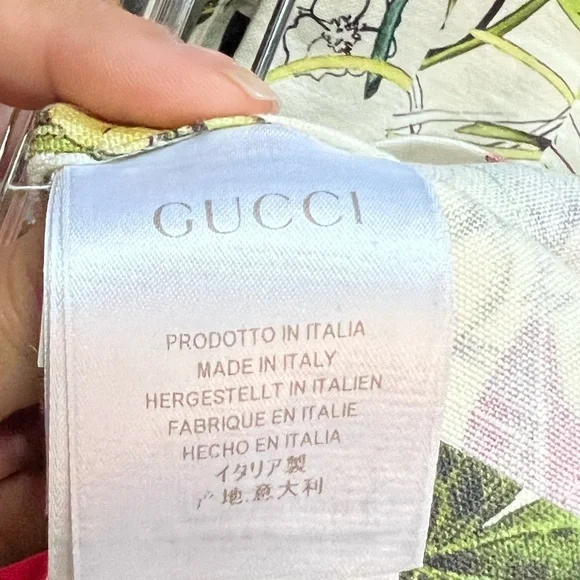 GUCCI
PRODOTTO IN ITALIA
MADE IN ITALY
HERGESTELLT IN ITALIEN
FABRIQUE EN ITALIE
HECHO EN ITALIA
イタリア製
产地.意大利